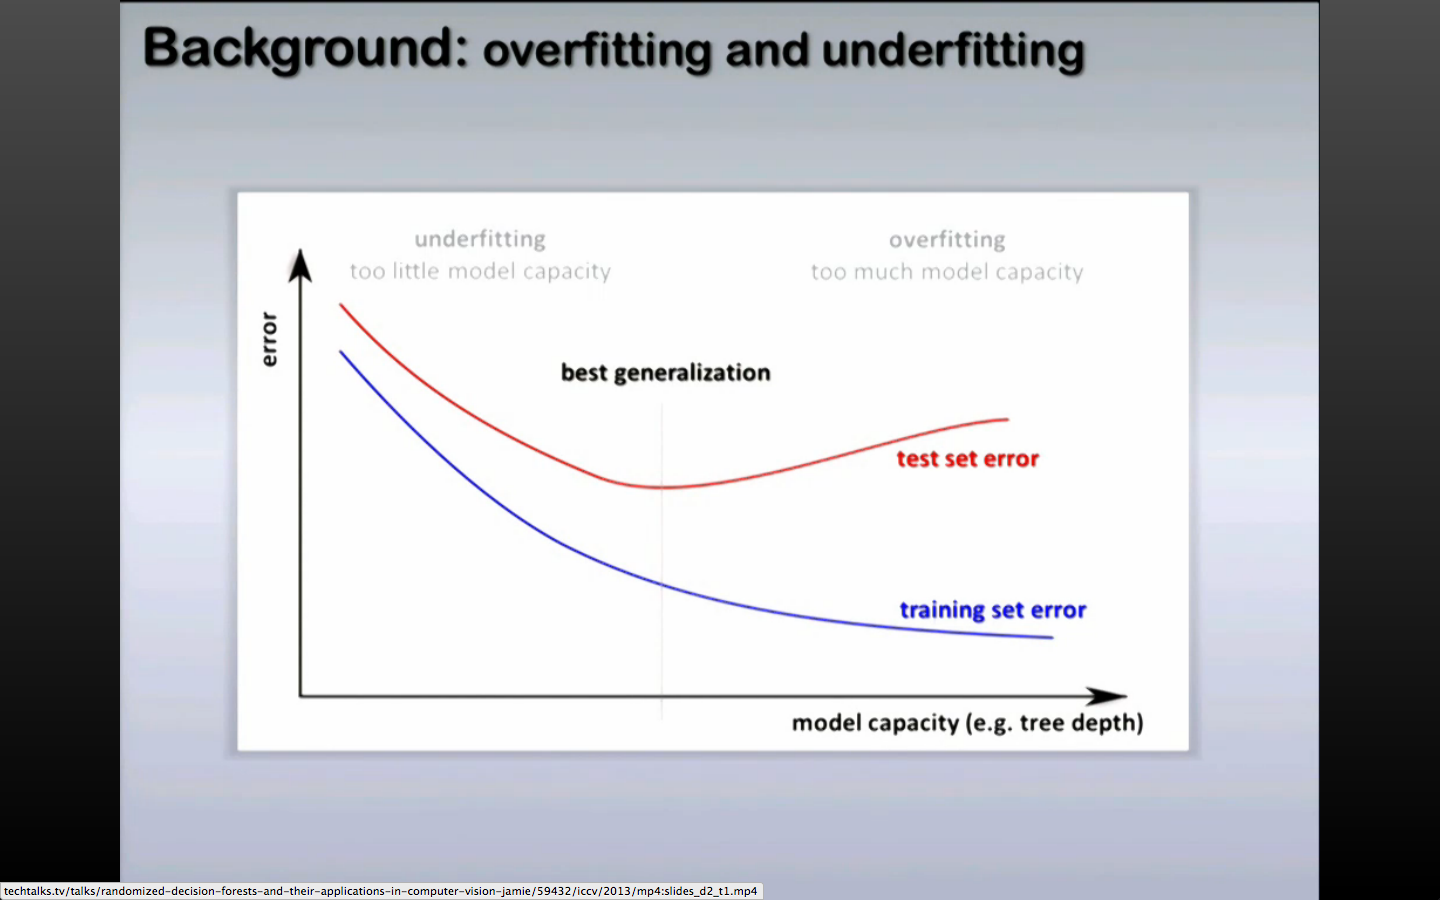 Background: overfitting and underfitting
underfitting
too little model capacity
overfitting
too much model capacity
error
best generalization
test set error
training set error
model capacity (e.g. tree depth)
techtalks.tv/talks/randomized-decision-forests-and-their-applications-in-computer-vision-jamie/59432/iccv/2013/mp4:slides_d2_t1.mp4